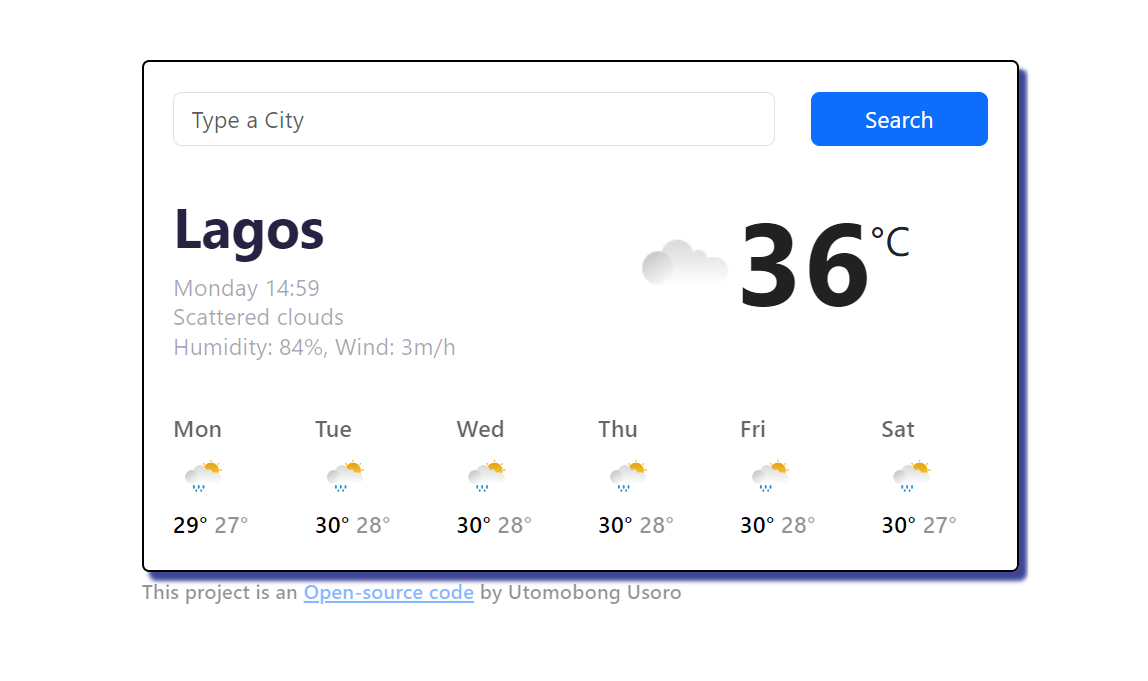 Type a City
Search
Lagos
36°C
Monday 14:59
Scattered clouds
Humidity: 84%, Wind: 3m/h
Mon Tue Wed Thu Fri Sat
29° 27° 30° 28° 30° 28° 30° 28° 30° 28° 30° 27°
This project is an Open-source code by Utomobong Usoro